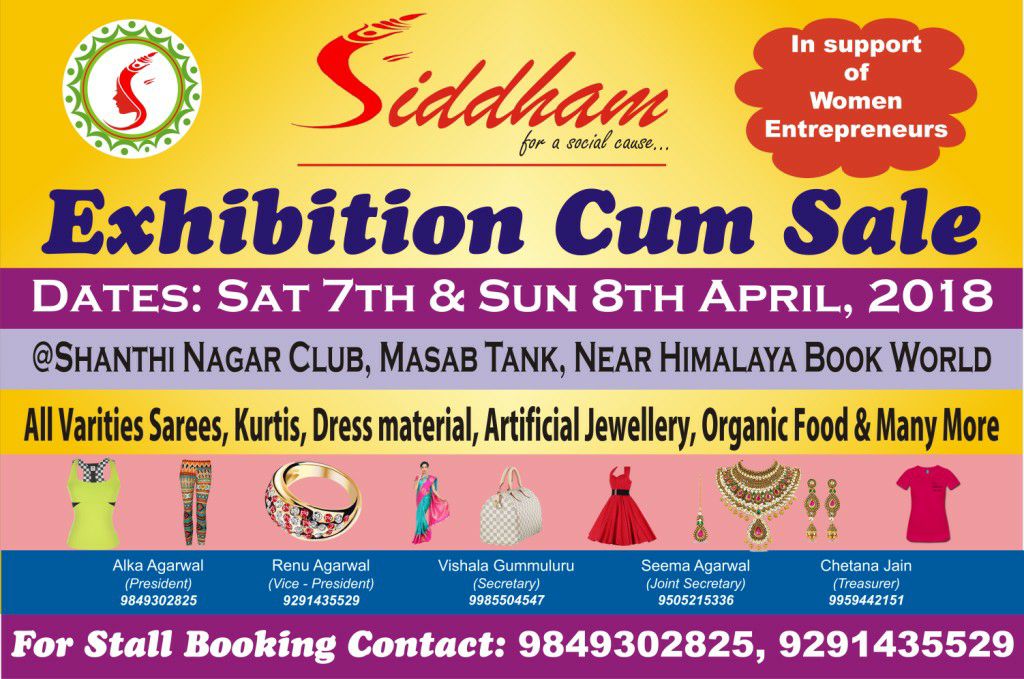 Siddham
for a social cause...
In support
of
Women
Entrepreneurs
Exhibition Cum Sale
DATES: SAT 7TH & SUN 8TH APRIL, 2018
@SHANTHI NAGAR CLUB, MASAB TANK, NEAR HIMALAYA BOOK WORLD
All Varities Sarees, Kurtis, Dress material, Artificial Jewellery, Organic Food & Many More
Alka Agarwal
(President)
9849302825
Renu Agarwal
(Vice - President)
9291435529
Vishala Gummuluru
(Secretary)
9985504547
Seema Agarwal
(Joint Secretary)
9505215336
Chetana Jain
(Treasurer)
9959442151
For Stall Booking Contact: 9849302825, 9291435529